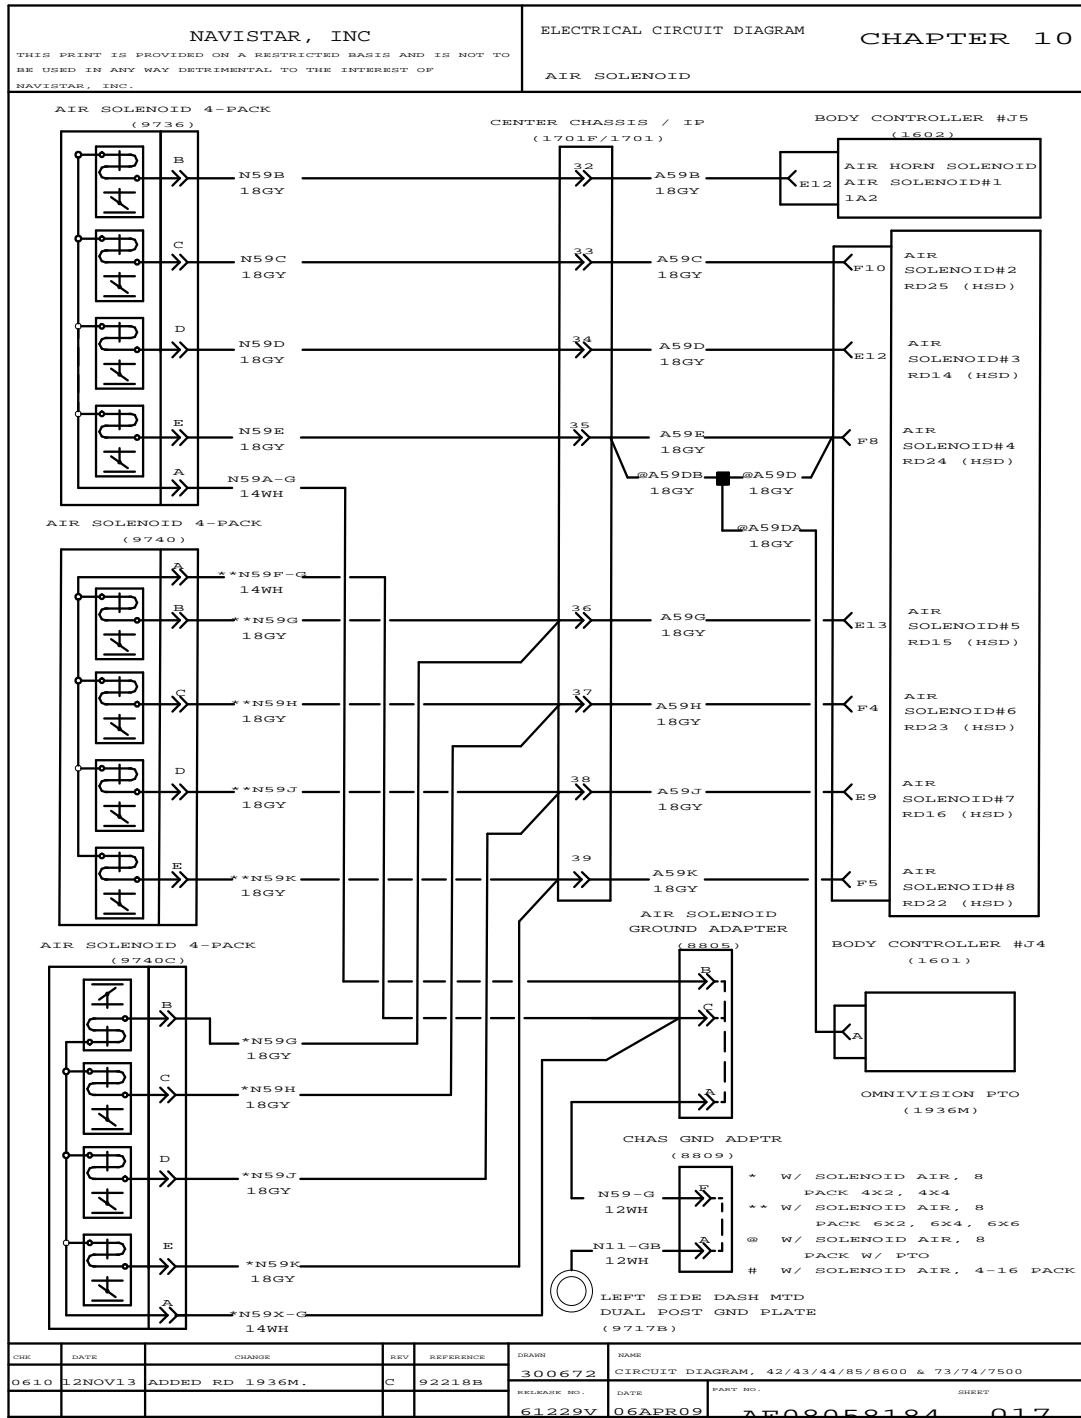 NAVISTAR, INC
THIS PRINT IS PROVIDED ON A RESTRICTED BASIS AND IS NOT TO
BE USED IN ANY WAY DETRIMENTAL TO THE INTEREST OF
NAVISTAR, INC.
ELECTRICAL CIRCUIT DIAGRAM
CHAPTER 10
AIR SOLENOID
AIR SOLENOID 4-PACK
(9736)
CENTER CHASSIS / IP
(1701F/1701)
BODY CONTROLLER #J5
(1602)
B
N59B
18GY
32
A59B
18GY
E12
AIR HORN SOLENOID
AIR SOLENOID#1
1A2
C
N59C
18GY
33
A59C
18GY
F10
AIR
SOLENOID#2
RD25 (HSD)
D
N59D
18GY
34
A59D
18GY
E12
AIR
SOLENOID#3
RD14 (HSD)
E
N59E
18GY
35
A59E
18GY
F8
AIR
SOLENOID#4
RD24 (HSD)
A
N59A-G
14WH
@A59DB
18GY
@A59D
18GY
@A59DA
18GY
AIR SOLENOID 4-PACK
(9740)
A
**N59F-G
14WH
B
**N59G
18GY
36
A59G
18GY
E13
AIR
SOLENOID#5
RD15 (HSD)
C
**N59H
18GY
37
A59H
18GY
F4
AIR
SOLENOID#6
RD23 (HSD)
D
**N59J
18GY
38
A59J
18GY
E9
AIR
SOLENOID#7
RD16 (HSD)
E
**N59K
18GY
39
A59K
18GY
F5
AIR
SOLENOID#8
RD22 (HSD)
AIR SOLENOID 4-PACK
(9740C)
AIR SOLENOID
GROUND ADAPTER
(8805)
B
C
A
BODY CONTROLLER #J4
(1601)
A
OMNIVISION PTO
(1936M)
B
*N59G
18GY
C
*N59H
18GY
D
*N59J
18GY
E
*N59K
18GY
A
*N59X-G
14WH
CHAS GND ADPTR
(8809)
N59-G
12WH
F
N11-GB
12WH
A
LEFT SIDE DASH MTD
DUAL POST GND PLATE
(9717B)
* W/ SOLENOID AIR, 8
PACK 4X2, 4X4
** W/ SOLENOID AIR, 8
PACK 6X2, 6X4, 6X6
@ W/ SOLENOID AIR, 8
PACK W/ PTO
# W/ SOLENOID AIR, 4-16 PACK
CHK DATE CHANGE REV REFERENCE
0610 12NOV13 ADDED RD 1936M. C 92218B
DRAWN
300672
NAME
CIRCUIT DIAGRAM, 42/43/44/85/8600 & 73/74/7500
RELEASE NO.
61229V
DATE
06APR09
PART NO.
AE08058184
SHEET
017